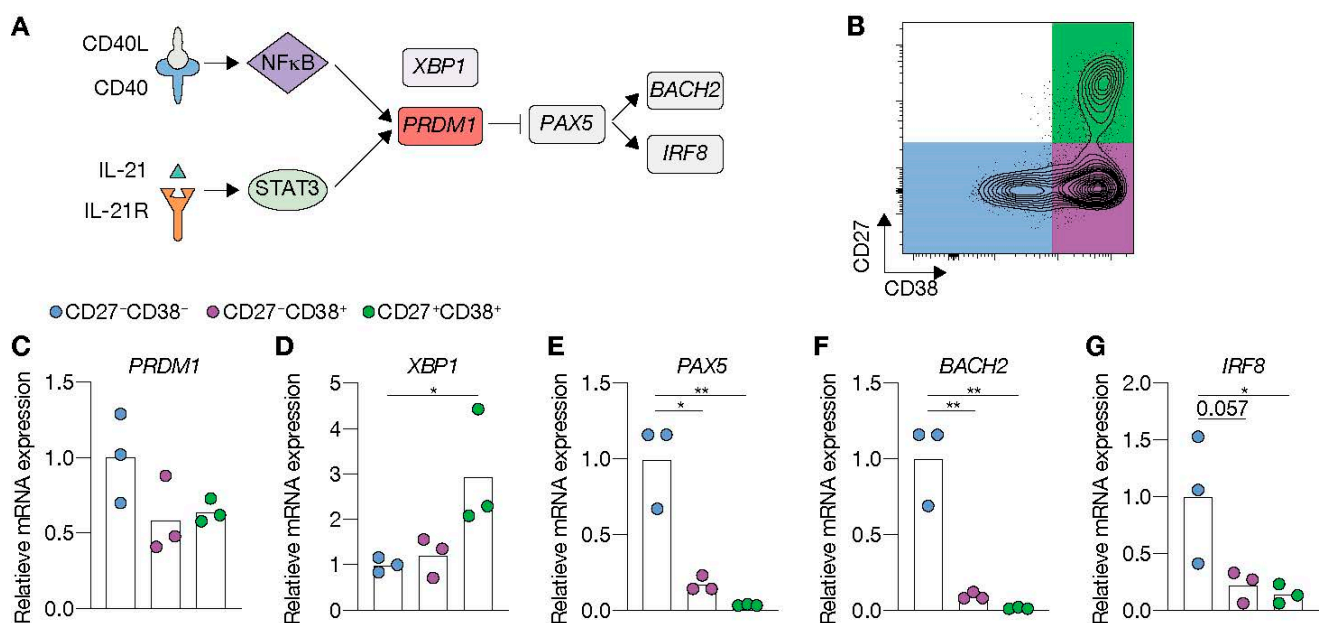 A
CD40L
CD40
NFκB
XBP1
PRDM1
PAX5
BACH2
IRF8
IL-21
IL-21R
STAT3
B
CD27
CD38
CD27⁻CD38⁻ CD27⁻CD38⁺ CD27⁺CD38⁺
C
PRDM1
Relatieve mRNA expression
1.5
1.0
0.5
0.0
D
XBP1
Relatieve mRNA expression
5
4
3
2
1
0
*
E
PAX5
Relatieve mRNA expression
1.5
1.0
0.5
0.0
**
*
F
BACH2
Relatieve mRNA expression
1.5
1.0
0.5
0.0
**
**
G
IRF8
Relatieve mRNA expression
2.0
1.5
1.0
0.5
0.0
*
0.057